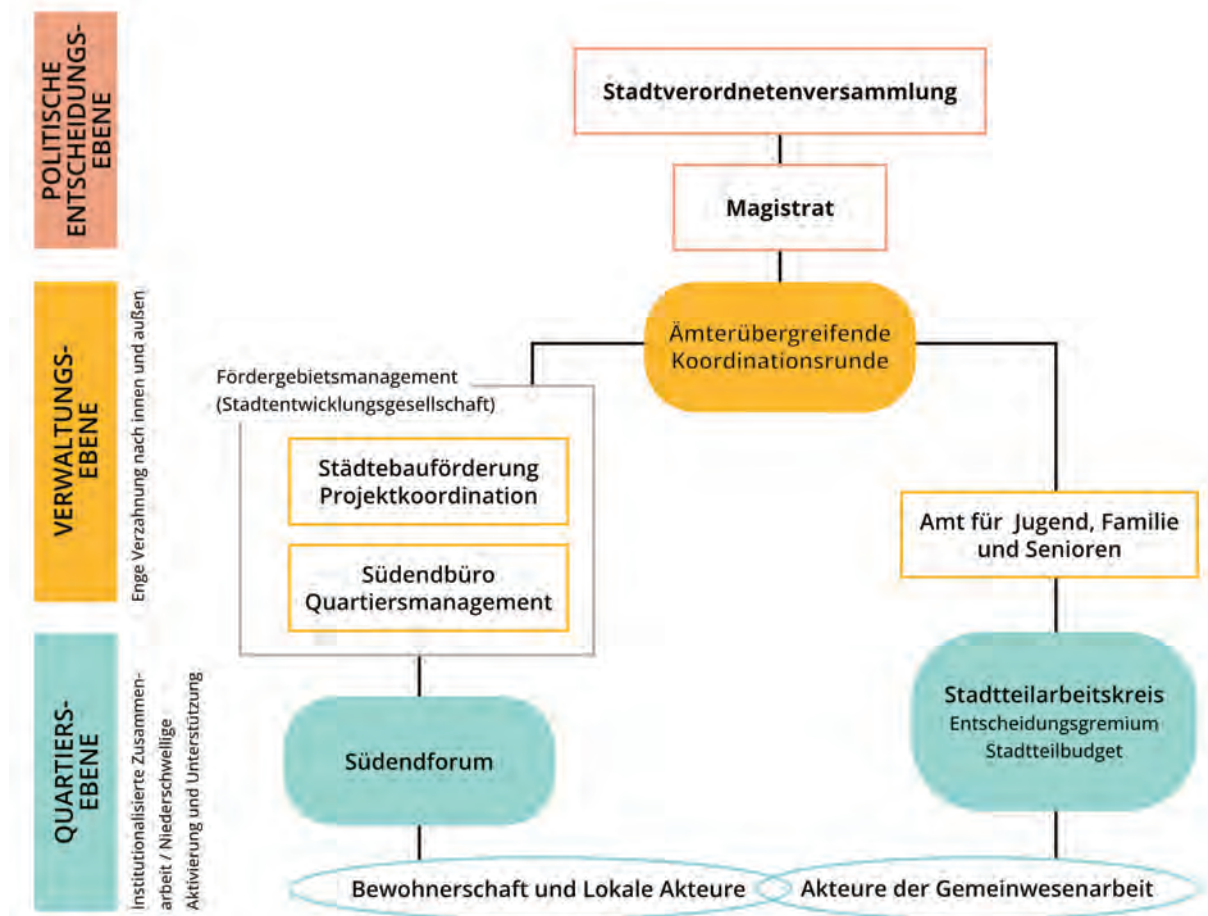 POLITISCHE
ENTSCHEIDUNGS-
EBENE
Stadtverordnetenversammlung
Magistrat
VERWALTUNGS-
EBENE
Enge Verzahnung nach innen und außen
Ämterübergreifende
Koordinationsrunde
Fördergebietsmanagement
(Stadtentwicklungsgesellschaft)
Städtebauförderung
Projektkoordination
Südendbüro
Quartiersmanagement
Amt für Jugend, Familie
und Senioren
QUARTIERS-
EBENE
Institutionalisierte Zusammen-
arbeit / Niederschwellige
Aktivierung und Unterstützung
Südendforum
Stadtteilarbeitskreis
Entscheidungsgremium
Stadtteilbudget
Bewohnerschaft und Lokale Akteure
Akteure der Gemeinwesenarbeit